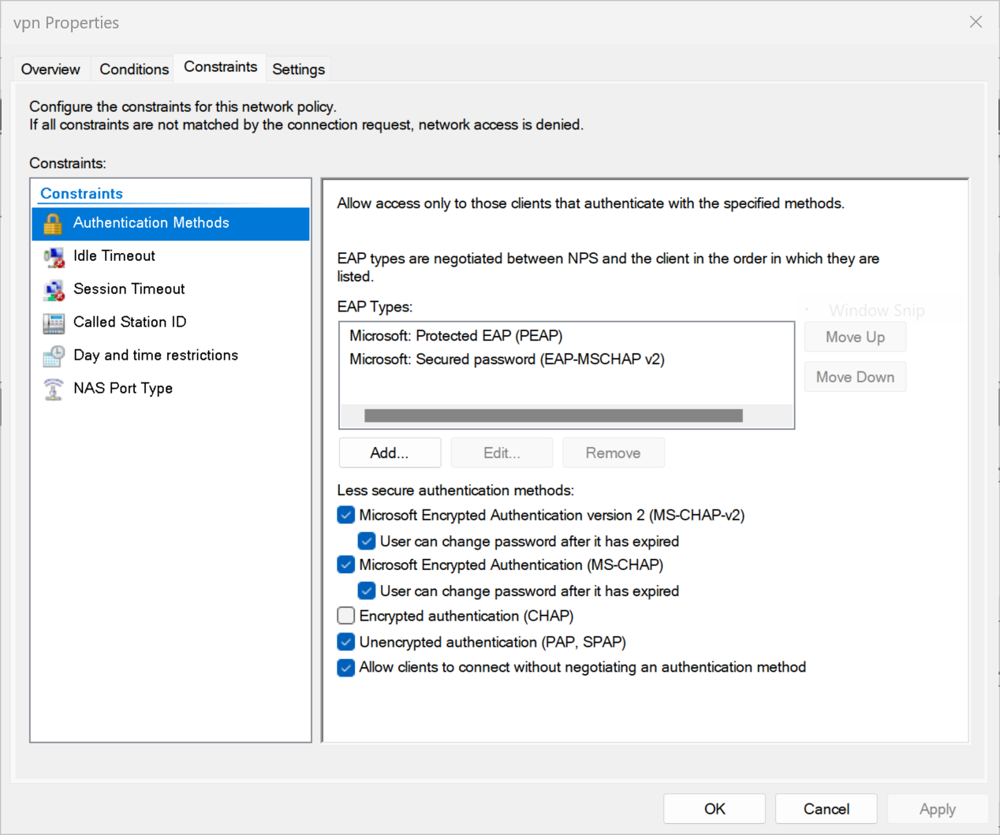 vpn Properties
Overview
Conditions
Constraints
Settings
Configure the constraints for this network policy.
If all constraints are not matched by the connection request, network access is denied.
Constraints:
Constraints
Authentication Methods
Idle Timeout
Session Timeout
Called Station ID
Day and time restrictions
NAS Port Type
Allow access only to those clients that authenticate with the specified methods.
EAP types are negotiated between NPS and the client in the order in which they are
listed.
EAP Types:
Window Snip
Microsoft: Protected EAP (PEAP)
Microsoft: Secured password (EAP-MSCHAP v2)
Move Up
Move Down
Add...
Edit...
Remove
Less secure authentication methods:
Microsoft Encrypted Authentication version 2 (MS-CHAP-v2)
User can change password after it has expired
Microsoft Encrypted Authentication (MS-CHAP)
User can change password after it has expired
Encrypted authentication (CHAP)
Unencrypted authentication (PAP, SPAP)
Allow clients to connect without negotiating an authentication method
OK
Cancel
Apply